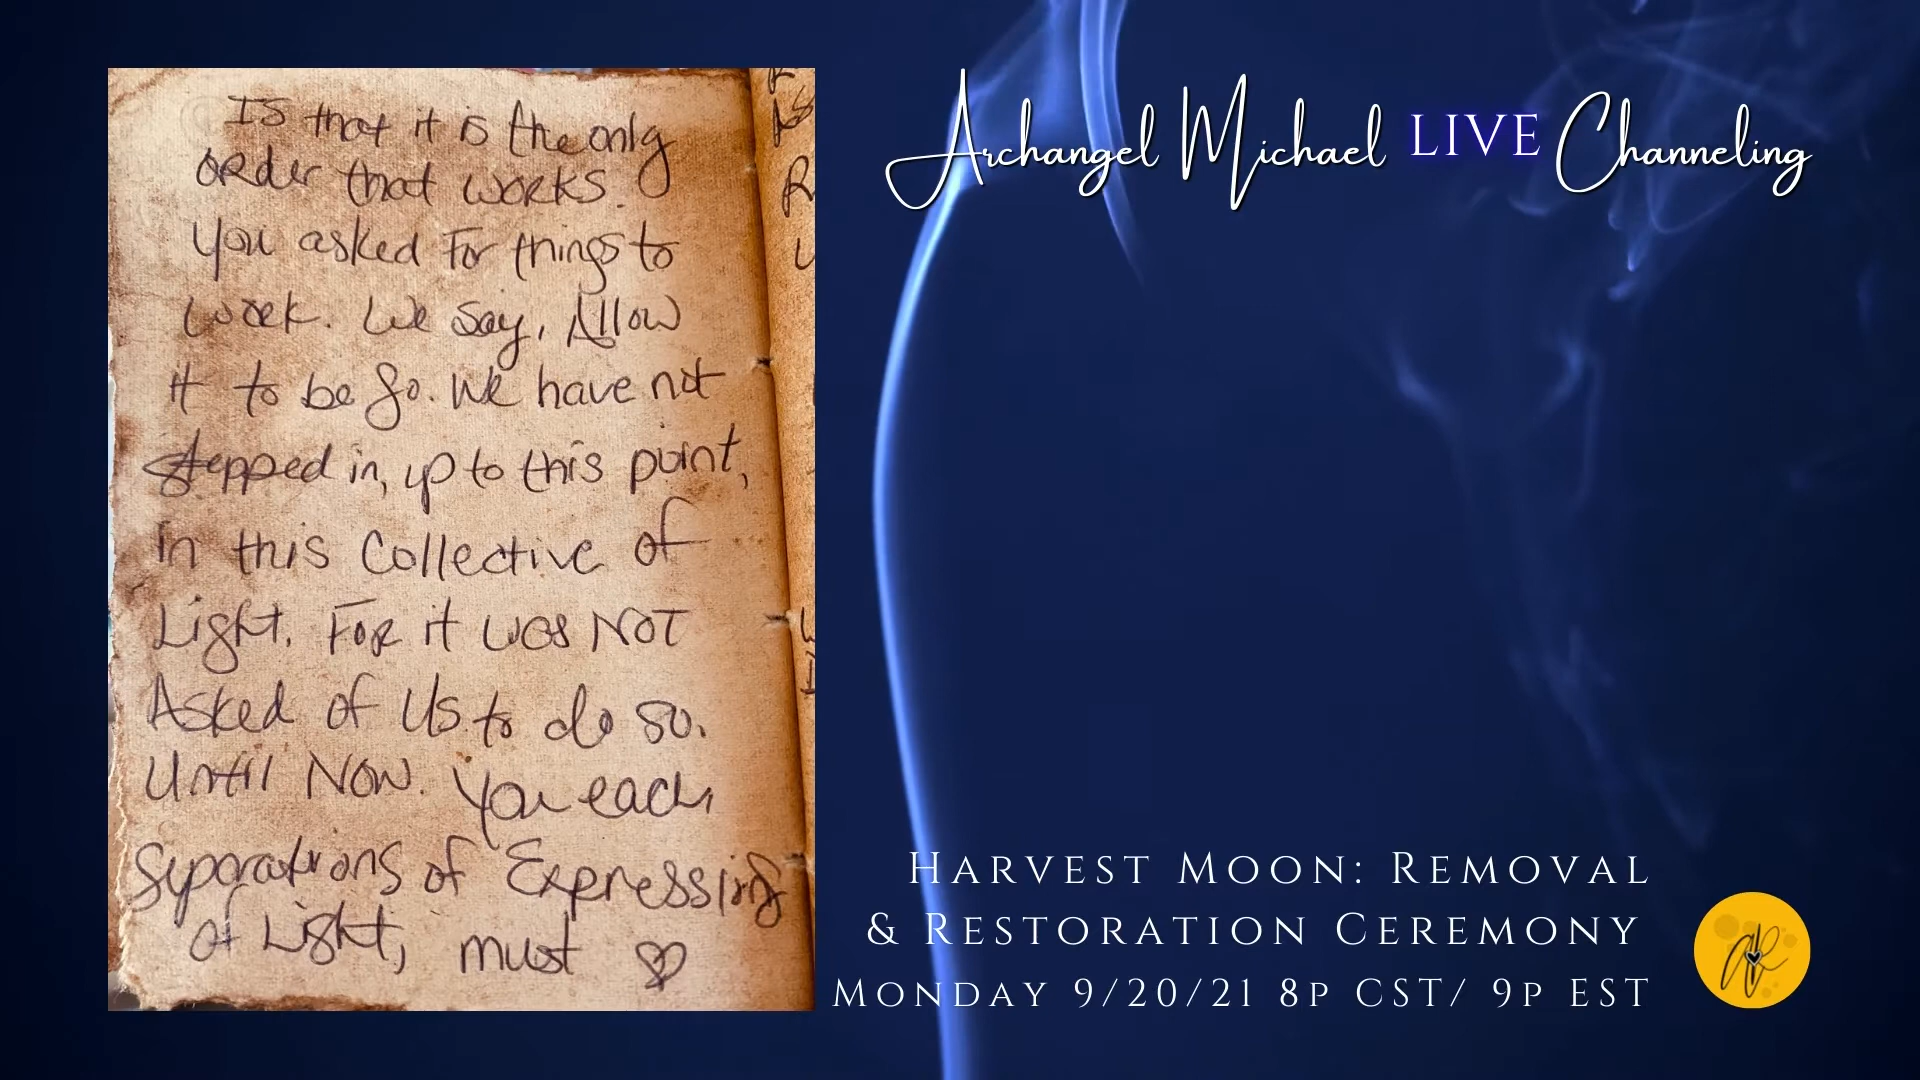 Is that it is the only
order that works.
You asked For things to
work. We say, Allow
it to be so. We have not
stepped in, up to this point,
in this Collective of
Light. For it was NOT
Asked of Us to do so.
Until Now. You each,
Syparations of Expressing
of Light, must
Archangel Michael LIVE Channeling
Harvest Moon: Removal
& Restoration Ceremony
Monday 9/20/21 8p CST/ 9p EST